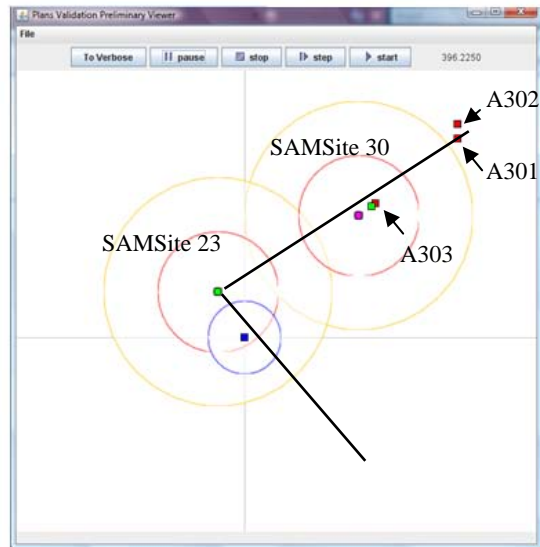 Plans Validation Preliminary Viewer
File
To Verbose pause stop step start 396.2250
A302
SAMSite 30
A301
SAMSite 23
A303